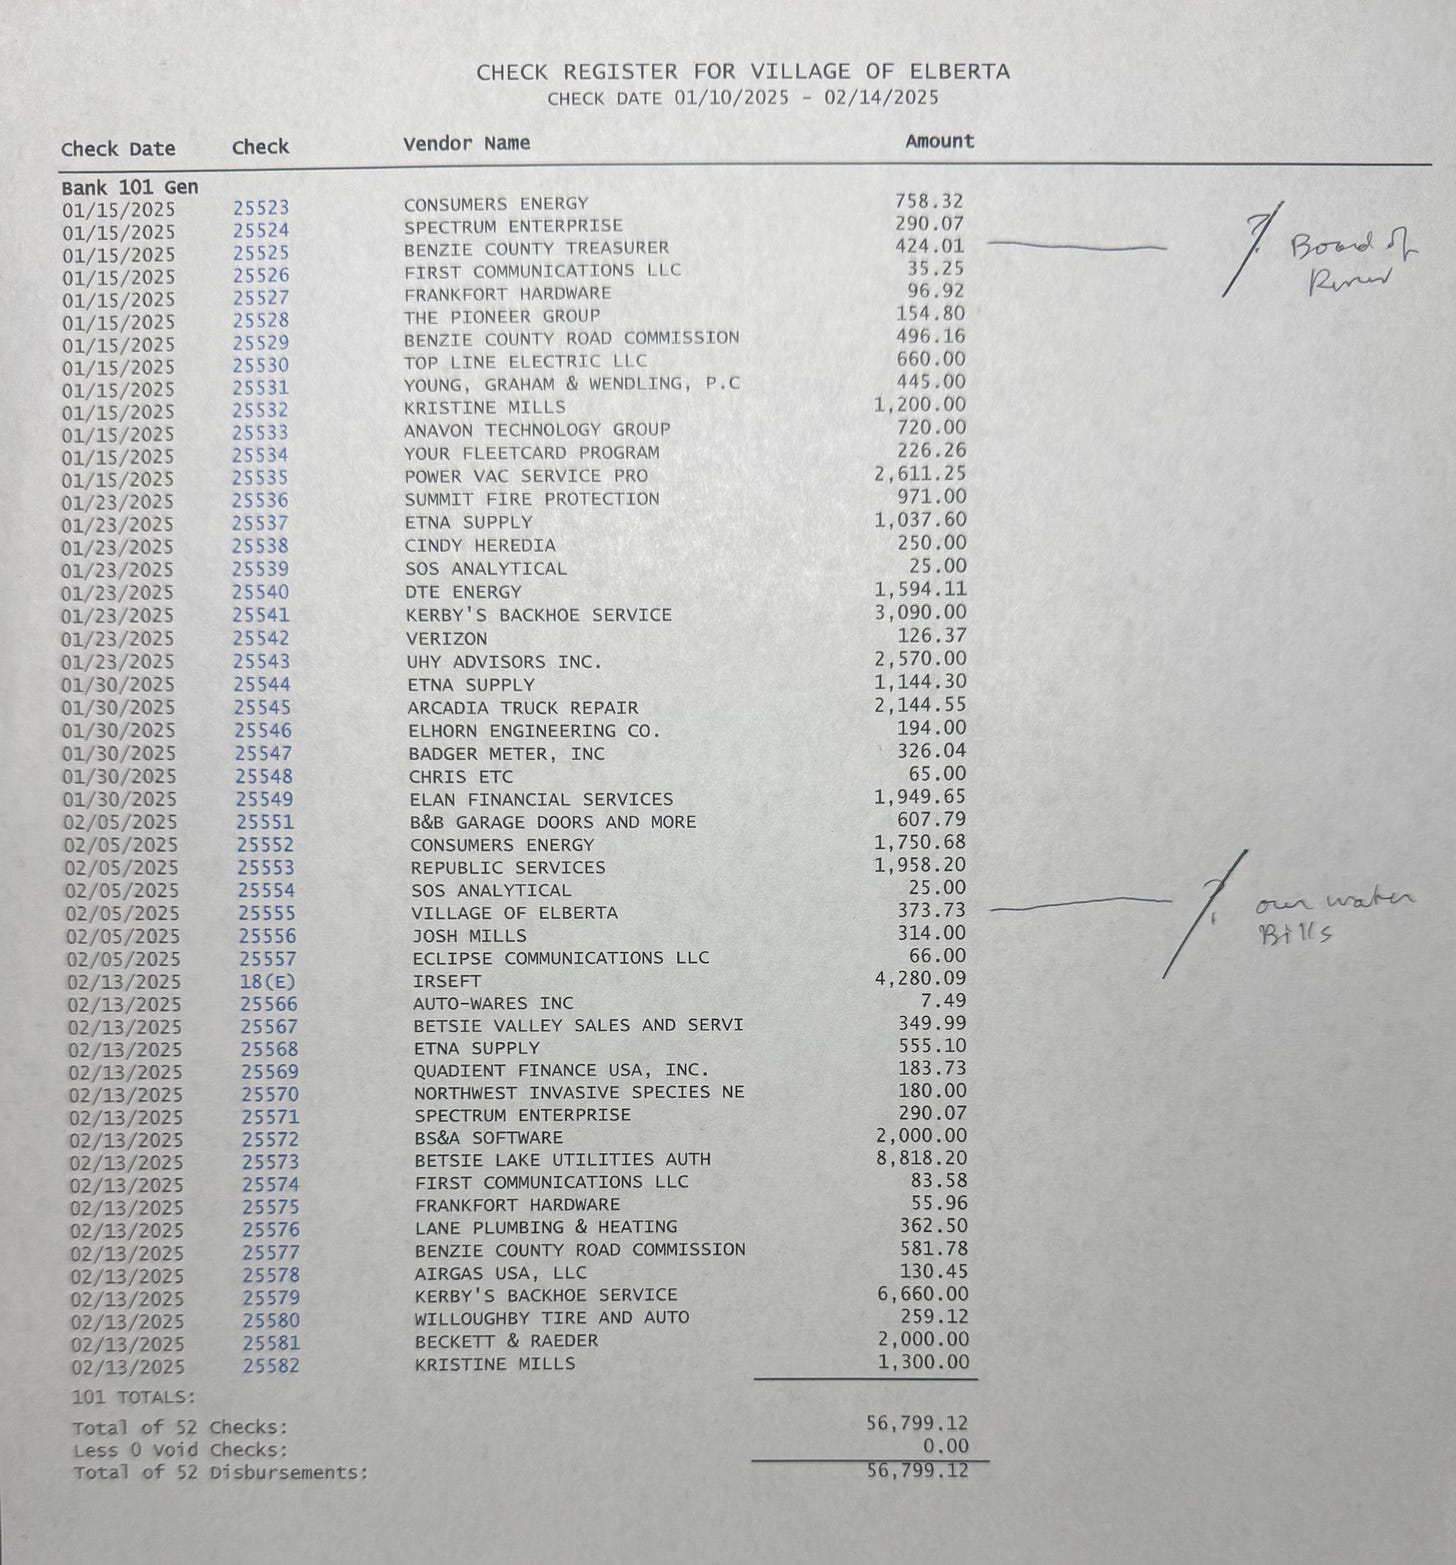 CHECK REGISTER FOR VILLAGE OF ELBERTA
CHECK DATE 01/10/2025 - 02/14/2025
Check Date Check Vendor Name Amount
Bank 101 Gen
01/15/2025 25523 CONSUMERS ENERGY 758.32
01/15/2025 25524 SPECTRUM ENTERPRISE 290.07
01/15/2025 25525 BENZIE COUNTY TREASURER 424.01 ? Board of
01/15/2025 25526 FIRST COMMUNICATIONS LLC 35.25
01/15/2025 25527 FRANKFORT HARDWARE 96.92
01/15/2025 25528 THE PIONEER GROUP 154.80
01/15/2025 25529 BENZIE COUNTY ROAD COMMISSION 496.16
01/15/2025 25530 TOP LINE ELECTRIC LLC 660.00
01/15/2025 25531 YOUNG, GRAHAM & WENDLING, P.C 445.00
01/15/2025 25532 KRISTINE MILLS 1,200.00
01/15/2025 25533 ANAVON TECHNOLOGY GROUP 720.00
01/15/2025 25534 YOUR FLEETCARD PROGRAM 226.26
01/15/2025 25535 POWER VAC SERVICE PRO 2,611.25
01/23/2025 25536 SUMMIT FIRE PROTECTION 971.00
01/23/2025 25537 ETNA SUPPLY 1,037.60
01/23/2025 25538 CINDY HEREDIA 250.00
01/23/2025 25539 SOS ANALYTICAL 25.00
01/23/2025 25540 DTE ENERGY 1,594.11
01/23/2025 25541 KERBY'S BACKHOE SERVICE 3,090.00
01/23/2025 25542 VERIZON 126.37
01/23/2025 25543 UHY ADVISORS INC. 2,570.00
01/30/2025 25544 ETNA SUPPLY 1,144.30
01/30/2025 25545 ARCADIA TRUCK REPAIR 2,144.55
01/30/2025 25546 ELHORN ENGINEERING CO. 194.00
01/30/2025 25547 BADGER METER, INC 326.04
01/30/2025 25548 CHRIS ETC 65.00
01/30/2025 25549 ELAN FINANCIAL SERVICES 1,949.65
02/05/2025 25551 B&B GARAGE DOORS AND MORE 607.79
02/05/2025 25552 CONSUMERS ENERGY 1,750.68
02/05/2025 25553 REPUBLIC SERVICES 1,958.20
02/05/2025 25554 SOS ANALYTICAL 25.00
02/05/2025 25555 VILLAGE OF ELBERTA 373.73 ? our water
02/05/2025 25556 JOSH MILLS 314.00 Bills
02/05/2025 25557 ECLIPSE COMMUNICATIONS LLC 66.00
02/13/2025 18(E) IRSEFT 4,280.09
02/13/2025 25566 AUTO-WARES INC 7.49
02/13/2025 25567 BETSIE VALLEY SALES AND SERVI 349.99
02/13/2025 25568 ETNA SUPPLY 555.10
02/13/2025 25569 QUADIENT FINANCE USA, INC. 183.73
02/13/2025 25570 NORTHWEST INVASIVE SPECIES NE 180.00
02/13/2025 25571 SPECTRUM ENTERPRISE 290.07
02/13/2025 25572 BS&A SOFTWARE 2,000.00
02/13/2025 25573 BETSIE LAKE UTILITIES AUTH 8,818.20
02/13/2025 25574 FIRST COMMUNICATIONS LLC 83.58
02/13/2025 25575 FRANKFORT HARDWARE 55.96
02/13/2025 25576 LANE PLUMBING & HEATING 362.50
02/13/2025 25577 BENZIE COUNTY ROAD COMMISSION 581.78
02/13/2025 25578 AIRGAS USA, LLC 130.45
02/13/2025 25579 KERBY'S BACKHOE SERVICE 6,660.00
02/13/2025 25580 WILLOUGHBY TIRE AND AUTO 259.12
02/13/2025 25581 BECKETT & RAEDER 2,000.00
02/13/2025 25582 KRISTINE MILLS 1,300.00
101 TOTALS:
Total of 52 Checks: 56,799.12
Less 0 Void Checks: 0.00
Total of 52 Disbursements: 56,799.12